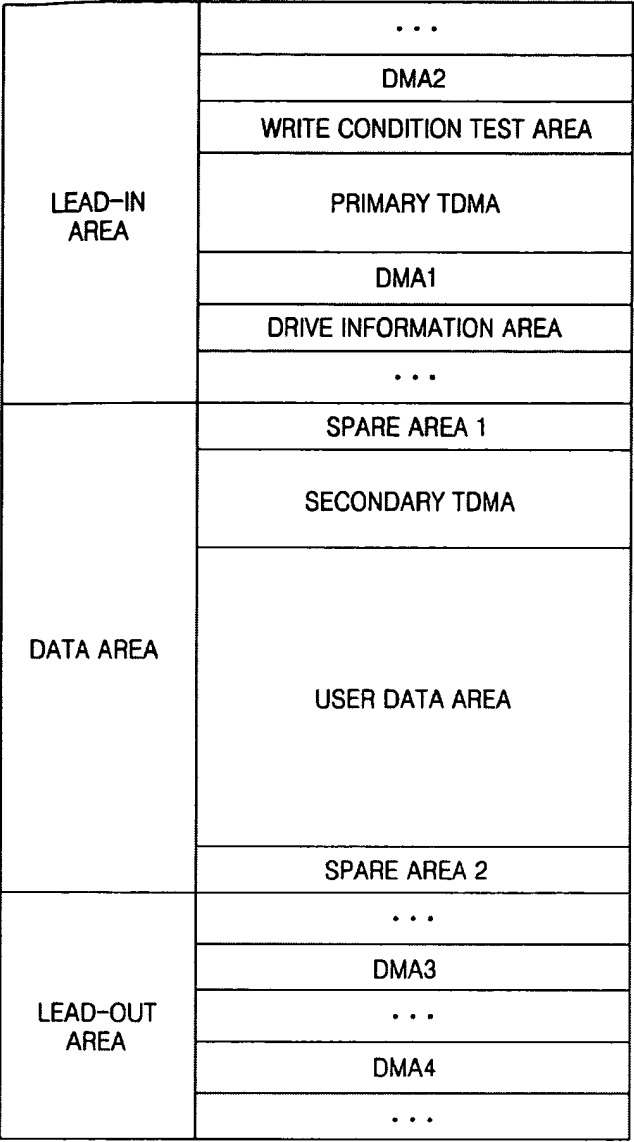 LEAD-IN
AREA
. . .
DMA2
WRITE CONDITION TEST AREA
PRIMARY TDMA
DMA1
DRIVE INFORMATION AREA
. . .
DATA AREA
SPARE AREA 1
SECONDARY TDMA
USER DATA AREA
SPARE AREA 2
LEAD-OUT
AREA
. . .
DMA3
. . .
DMA4
. . .